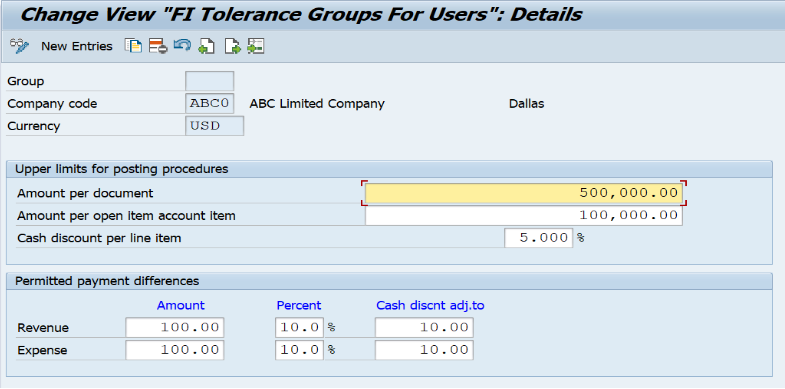 Change View "FI Tolerance Groups For Users": Details
New Entries
Group
Company code ABC0 ABC Limited Company Dallas
Currency USD
Upper limits for posting procedures
Amount per document 500,000.00
Amount per open item account item 100,000.00
Cash discount per line item 5.000 %
Permitted payment differences
Amount Percent Cash discnt adj.to
Revenue 100.00 10.0 % 10.00
Expense 100.00 10.0 % 10.00